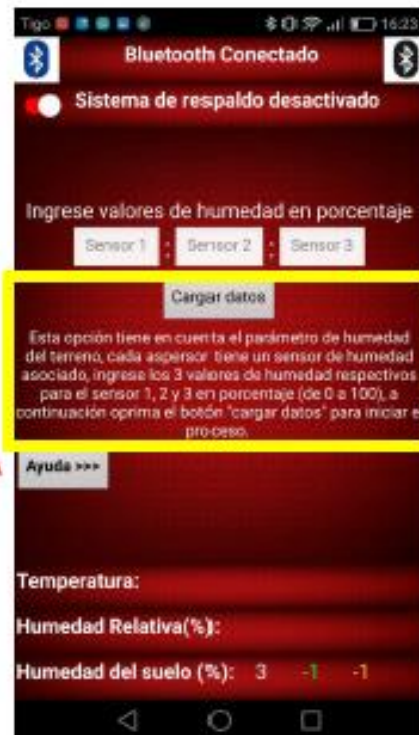 Tigo 16:23
Bluetooth Conectado
Sistema de respaldo desactivado
Ingrese valores de humedad en porcentaje
Sensor 1 : Sensor 2 : Sensor 3
Cargar datos
Esta opción tiene en cuenta el parámetro de humedad
del terreno, cada aspersor tiene un sensor de humedad
asociado, ingrese los 3 valores de humedad respectivos
para el sensor 1, 2 y 3 en porcentaje (de 0 a 100), a
continuación oprima el botón "cargar datos" para iniciar e
proceso.
Ayuda >>>
Temperatura:
Humedad Relativa(%):
Humedad del suelo (%): 3 -1 -1